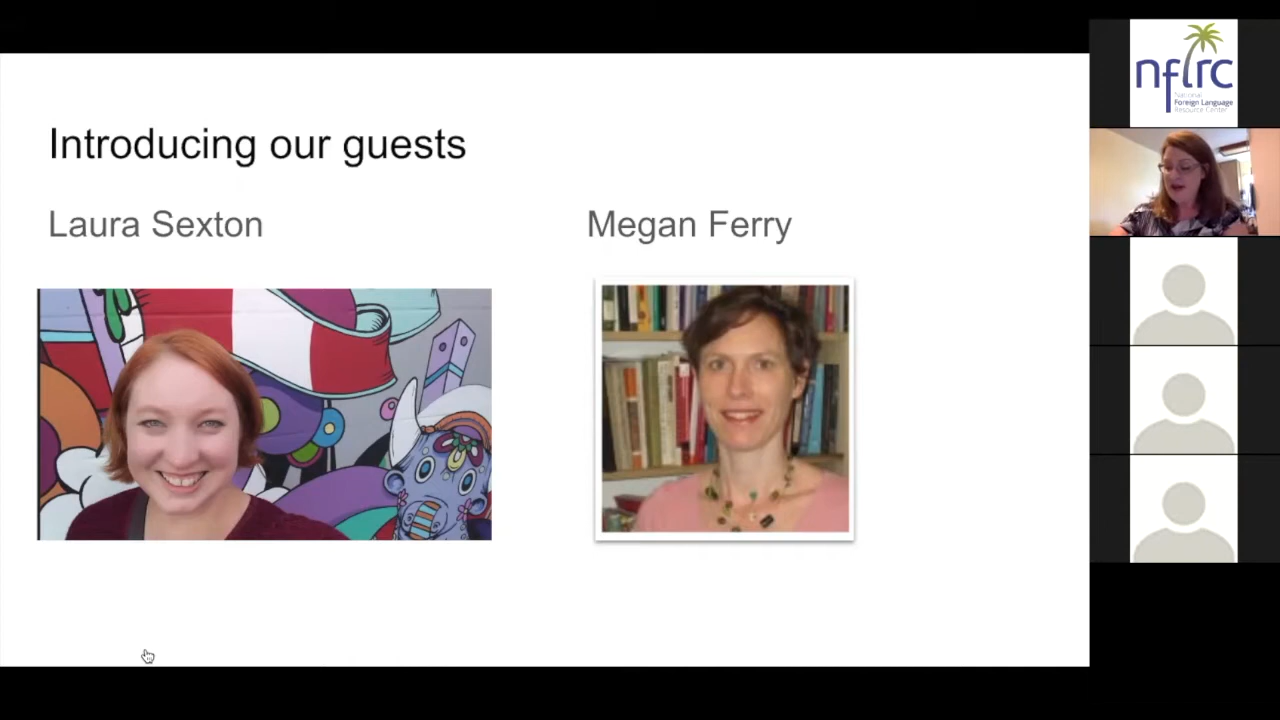 Introducing our guests
Laura Sexton
Megan Ferry
nflrc
National
Foreign Language
Resource Center